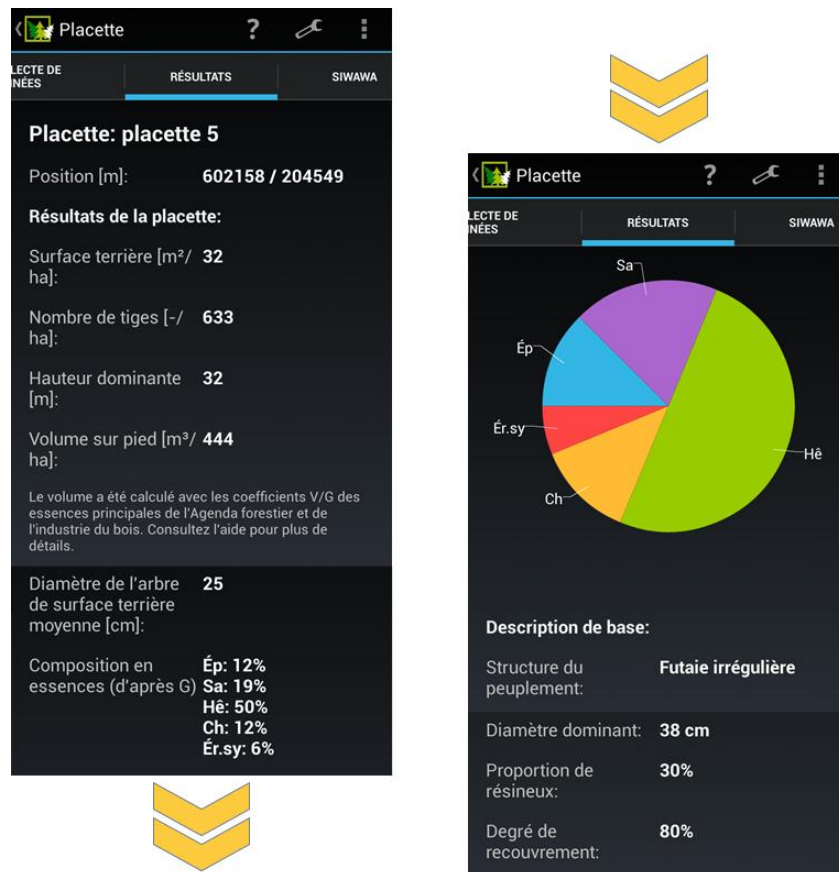 Placette
?
LECTE DE
NÉES
RÉSULTATS
SIWAWA
Placette: placette 5
Position [m]: 602158 / 204549
Résultats de la placette:
Surface terrière [m²/ 32
ha]:
Nombre de tiges [-/ 633
ha]:
Hauteur dominante 32
[m]:
Volume sur pied [m³/ 444
ha]:
Le volume a été calculé avec les coefficients V/G des
essences principales de l'Agenda forestier et de
l'industrie du bois. Consultez l'aide pour plus de
détails.
Diamètre de l'arbre 25
de surface terrière
moyenne [cm]:
Composition en Ép: 12%
essences (d'après G) Sa: 19%
Hê: 50%
Ch: 12%
Ér.sy: 6%
Placette
?
LECTE DE
NÉES
RÉSULTATS
SIWAWA
Sa
Ép
Ér.sy
Hê
Ch
Description de base:
Structure du Futaie irrégulière
peuplement:
Diamètre dominant: 38 cm
Proportion de 30%
résineux:
Degré de 80%
recouvrement: